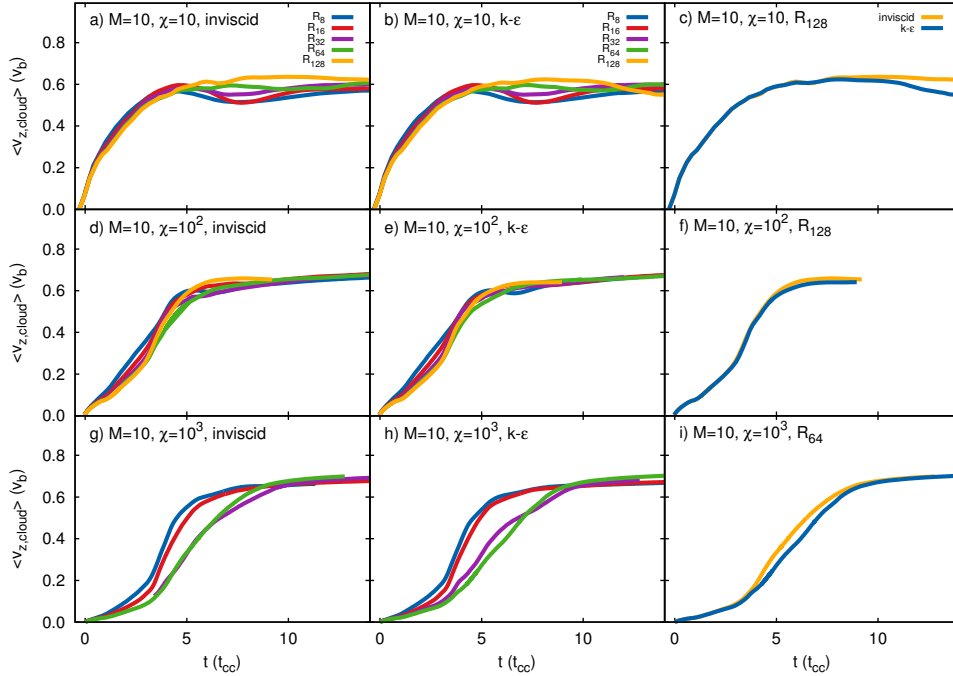 a) M=10, χ=10, inviscid
R8
R16
R32
R64
R128
b) M=10, χ=10, k-ε
R8
R16
R32
R64
R128
c) M=10, χ=10, R128
inviscid
k-ε
<vz,cloud> (vb)
0.8
0.6
0.4
0.2
0.0
d) M=10, χ=10², inviscid
e) M=10, χ=10², k-ε
f) M=10, χ=10², R128
<vz,cloud> (vb)
0.8
0.6
0.4
0.2
0.0
g) M=10, χ=10³, inviscid
h) M=10, χ=10³, k-ε
i) M=10, χ=10³, R64
<vz,cloud> (vb)
0.8
0.6
0.4
0.2
0.0
0 5 10
0 5 10
0 5 10
t (tcc)
t (tcc)
t (tcc)